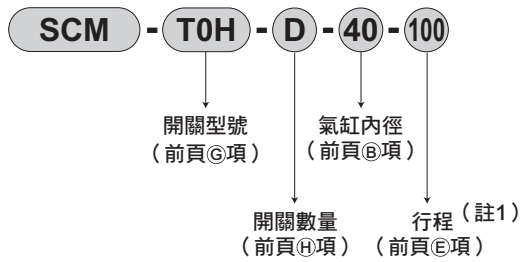 SCM - T0H - D - 40 - 100
開關型號
（前頁Ⓖ項）
氣缸內徑
（前頁Ⓑ項）
開關數量
（前頁Ⓗ項）
行程（註1）
（前頁Ⓔ項）